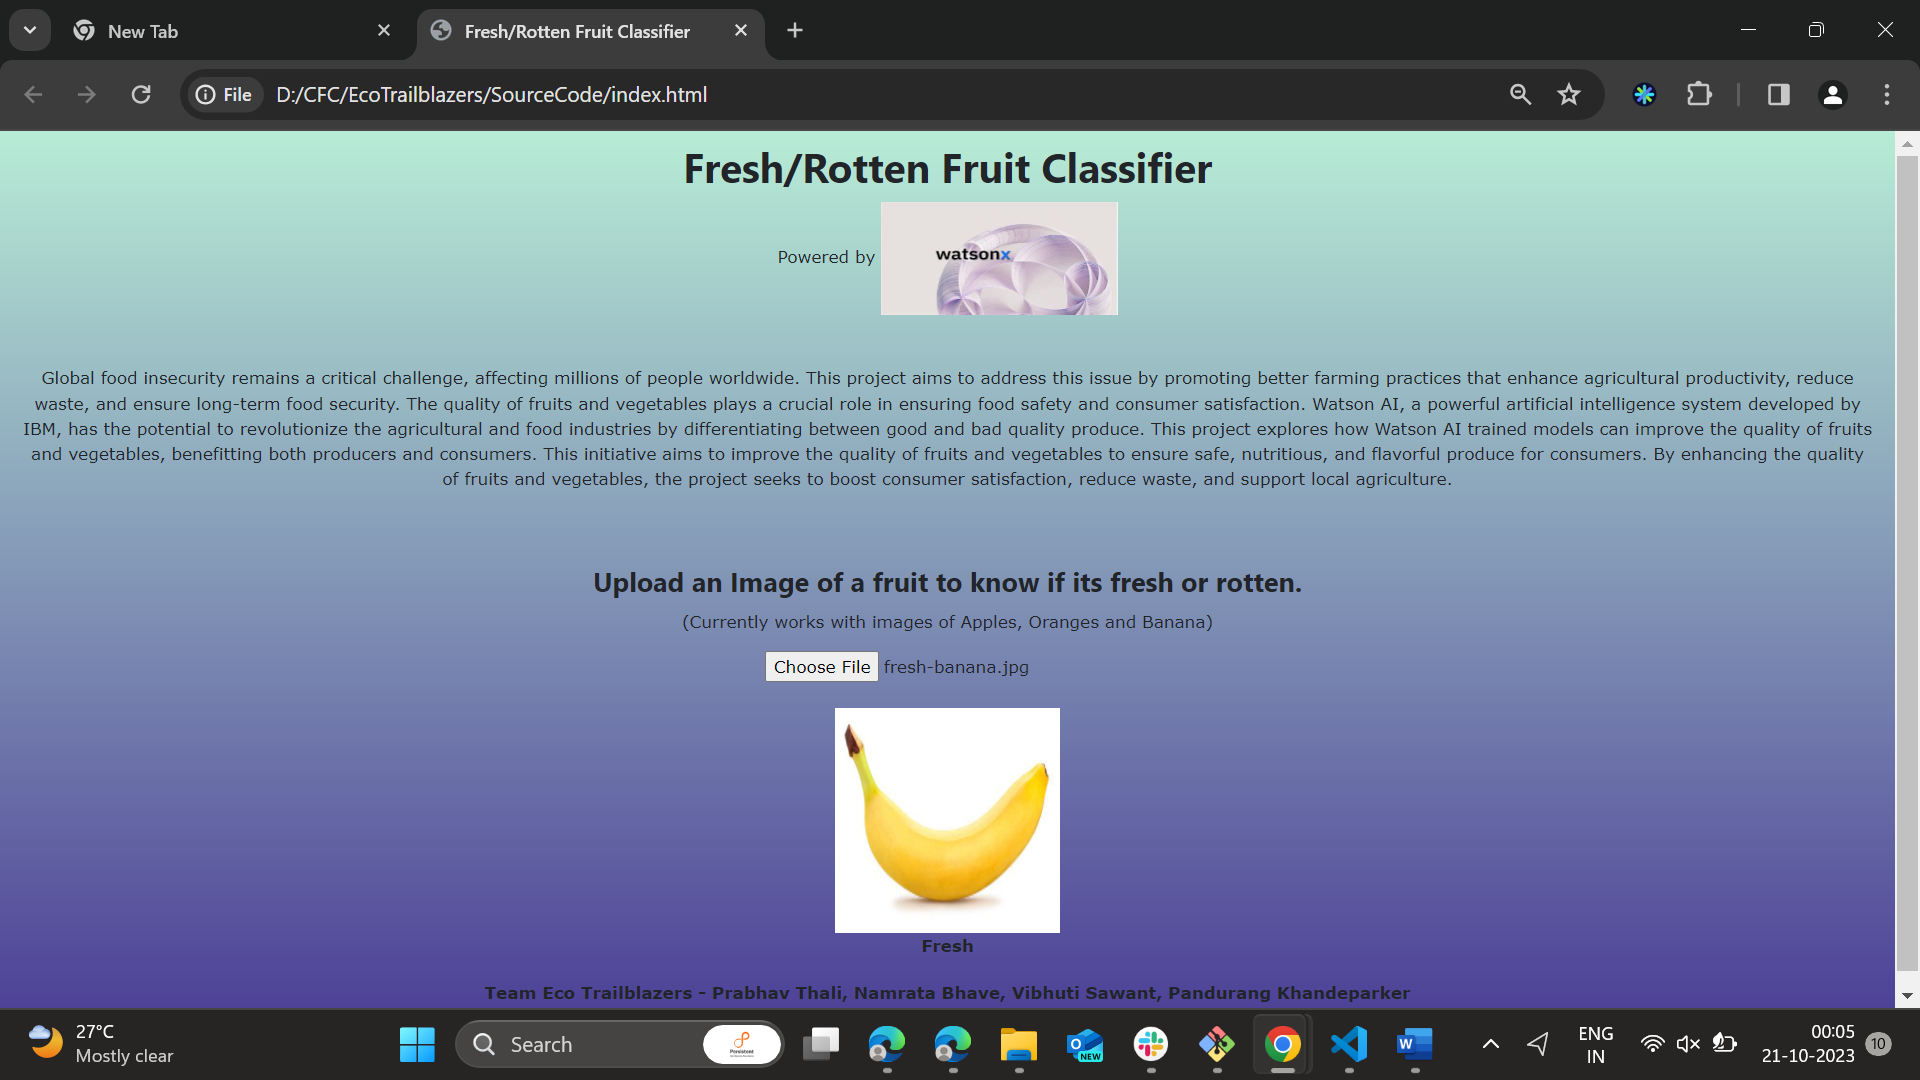 New Tab
Fresh/Rotten Fruit Classifier
File
D:/CFC/EcoTrailblazers/SourceCode/index.html
Fresh/Rotten Fruit Classifier
Powered by
watsonx
Global food insecurity remains a critical challenge, affecting millions of people worldwide. This project aims to address this issue by promoting better farming practices that enhance agricultural productivity, reduce
waste, and ensure long-term food security. The quality of fruits and vegetables plays a crucial role in ensuring food safety and consumer satisfaction. Watson AI, a powerful artificial intelligence system developed by
IBM, has the potential to revolutionize the agricultural and food industries by differentiating between good and bad quality produce. This project explores how Watson AI trained models can improve the quality of fruits
and vegetables, benefitting both producers and consumers. This initiative aims to improve the quality of fruits and vegetables to ensure safe, nutritious, and flavorful produce for consumers. By enhancing the quality
of fruits and vegetables, the project seeks to boost consumer satisfaction, reduce waste, and support local agriculture.
Upload an Image of a fruit to know if its fresh or rotten.
(Currently works with images of Apples, Oranges and Banana)
Choose File fresh-banana.jpg
Fresh
Team Eco Trailblazers - Prabhav Thali, Namrata Bhave, Vibhuti Sawant, Pandurang Khandeparker
27°C
Mostly clear
Search
Persistent
NEW
ENG
IN
00:05
21-10-2023
10